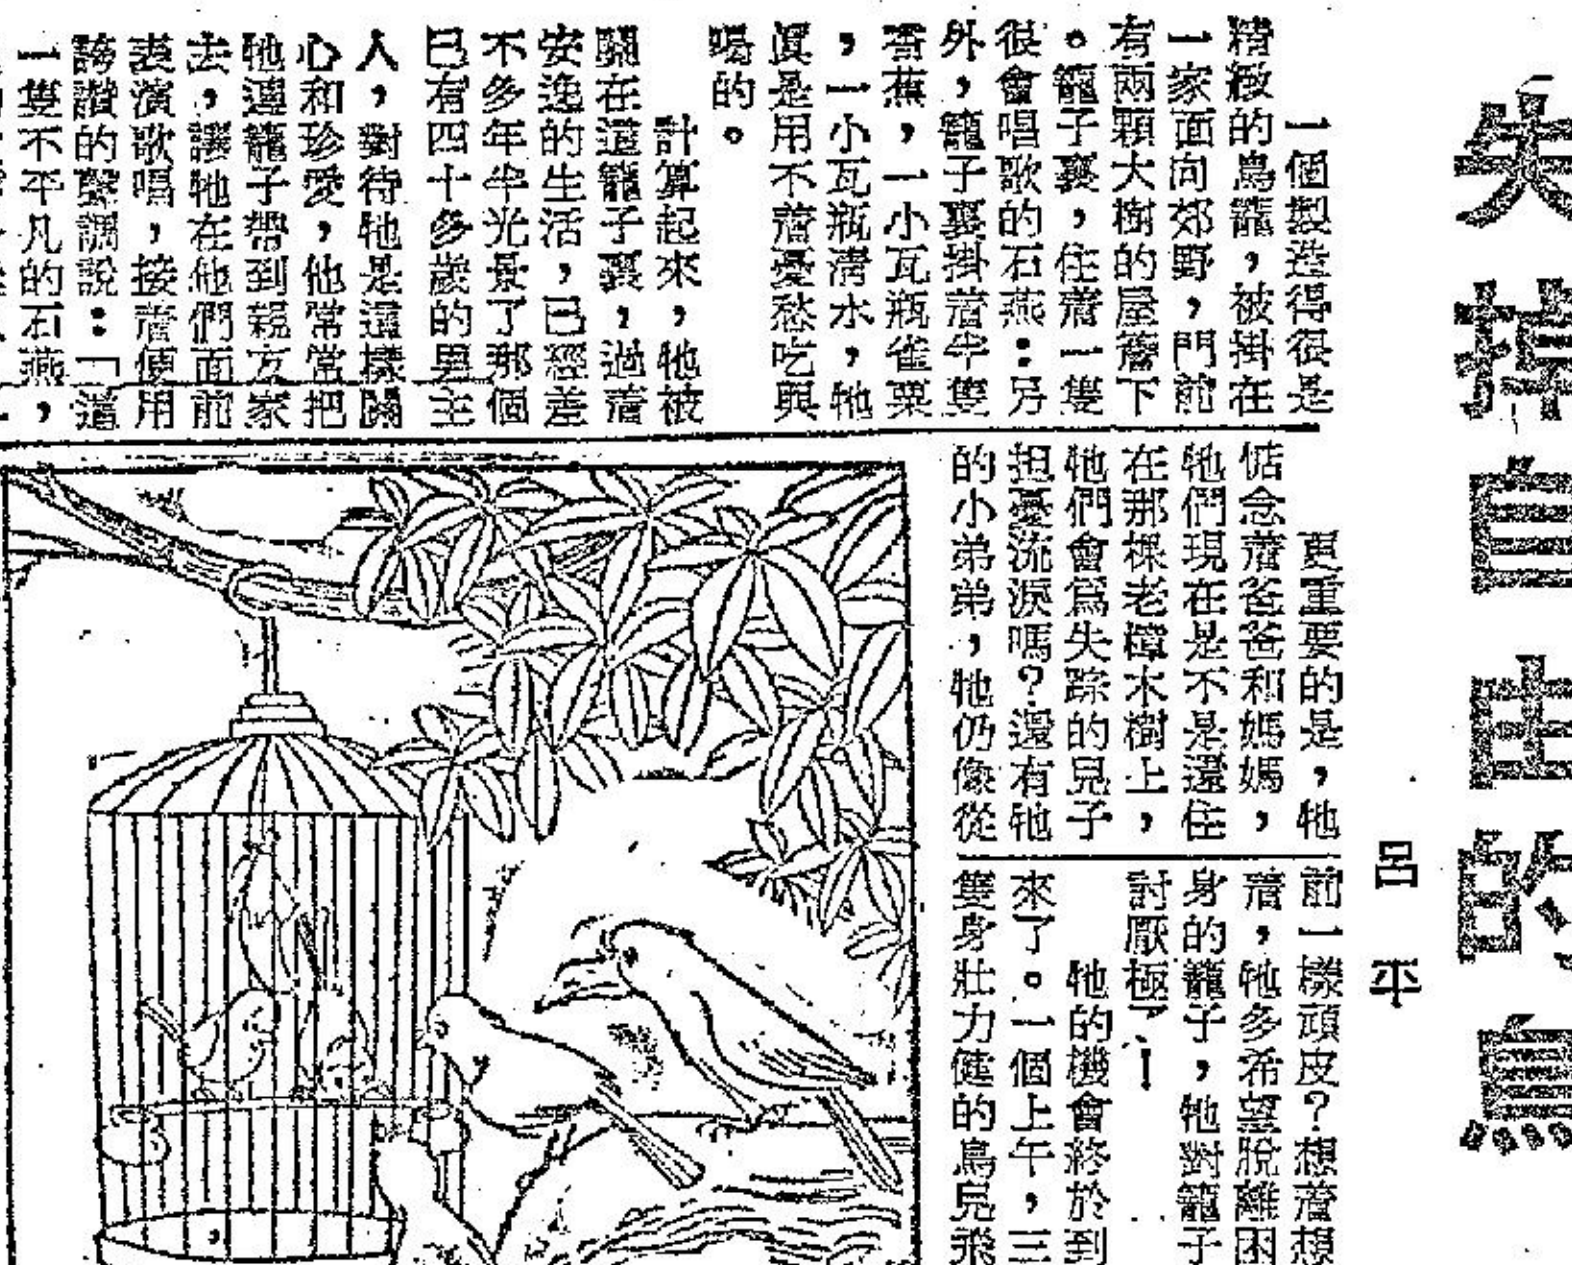 失掉自由的鳥
呂平
一個製造得很是
精緻的鳥籠，被掛在
一家面向郊野，門前
有兩顆大樹的屋簷下
。籠子裏，住着一隻
很會唱歌的石燕：另
外，籠子裏掛着半隻
香蕉，一小瓦瓶雀粟
，一小瓦瓶清水，牠
眞是用不着憂愁吃與
喝的。
計算起來，牠被
關在這籠子裏，過着
安逸的生活，已經差
不多年半光景了那個
已有四十多歲的男主
人，對待牠是這樣關
心和珍愛，他常常把
牠連籠子帶到親友家
去，讓牠在他們面前
表演歌唱，接着便用
誇讚的聲調說：「這
一隻不平凡的石燕，
更重要的是，牠
惦念着爸爸和媽媽，
牠們現在是不是還住
在那棵老樟木樹上，
牠們會爲失踪的兒子
担憂流淚嗎？還有牠
的小弟弟，牠仍像從
前一樣頑皮？想着想
着，牠多希望脫離困
身的籠子，牠對籠子
討厭極了！
牠的機會終於到
來了。一個上午，三
隻身壯力健的鳥兒飛